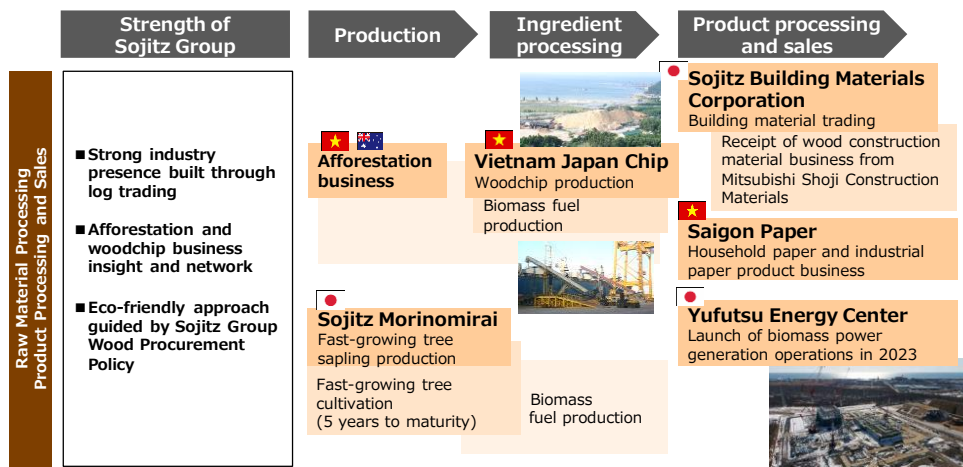 Strength of
Sojitz Group
Production
Ingredient
processing
Product processing
and sales
Raw Material Processing
Product Processing and Sales
■Strong industry
presence built through
log trading
■Afforestation and
woodchip business
insight and network
■Eco-friendly approach
guided by Sojitz Group
Wood Procurement
Policy
Afforestation
business
Vietnam Japan Chip
Woodchip production
Biomass fuel
production
Sojitz Building Materials
Corporation
Building material trading
Receipt of wood construction
material business from
Mitsubishi Shoji Construction
Materials
Saigon Paper
Household paper and industrial
paper product business
Sojitz Morinomirai
Fast-growing tree
sapling production
Fast-growing tree
cultivation
(5 years to maturity)
Biomass
fuel production
Yufutsu Energy Center
Launch of biomass power
generation operations in 2023